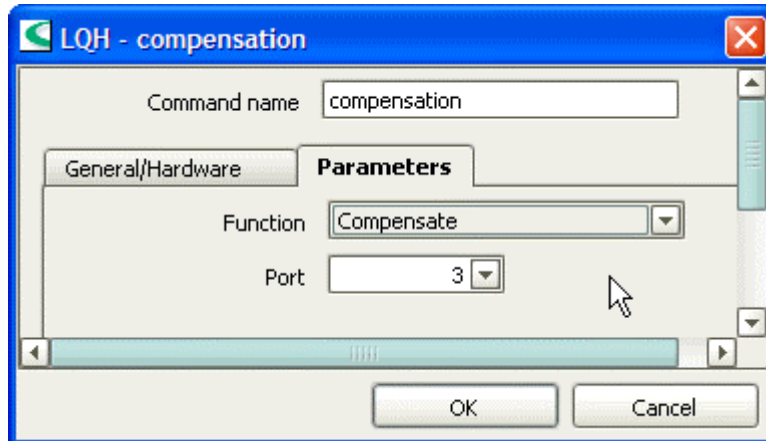 LQH - compensation
Command name compensation
General/Hardware Parameters
Function Compensate
Port 3
OK Cancel